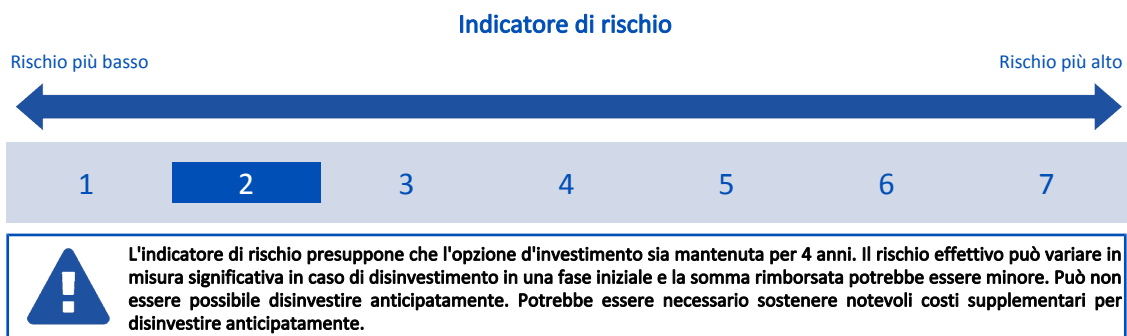 Indicatore di rischio
Rischio più basso
Rischio più alto
1 2 3 4 5 6 7
L'indicatore di rischio presuppone che l'opzione d'investimento sia mantenuta per 4 anni. Il rischio effettivo può variare in
misura significativa in caso di disinvestimento in una fase iniziale e la somma rimborsata potrebbe essere minore. Può non
essere possibile disinvestire anticipatamente. Potrebbe essere necessario sostenere notevoli costi supplementari per
disinvestire anticipatamente.